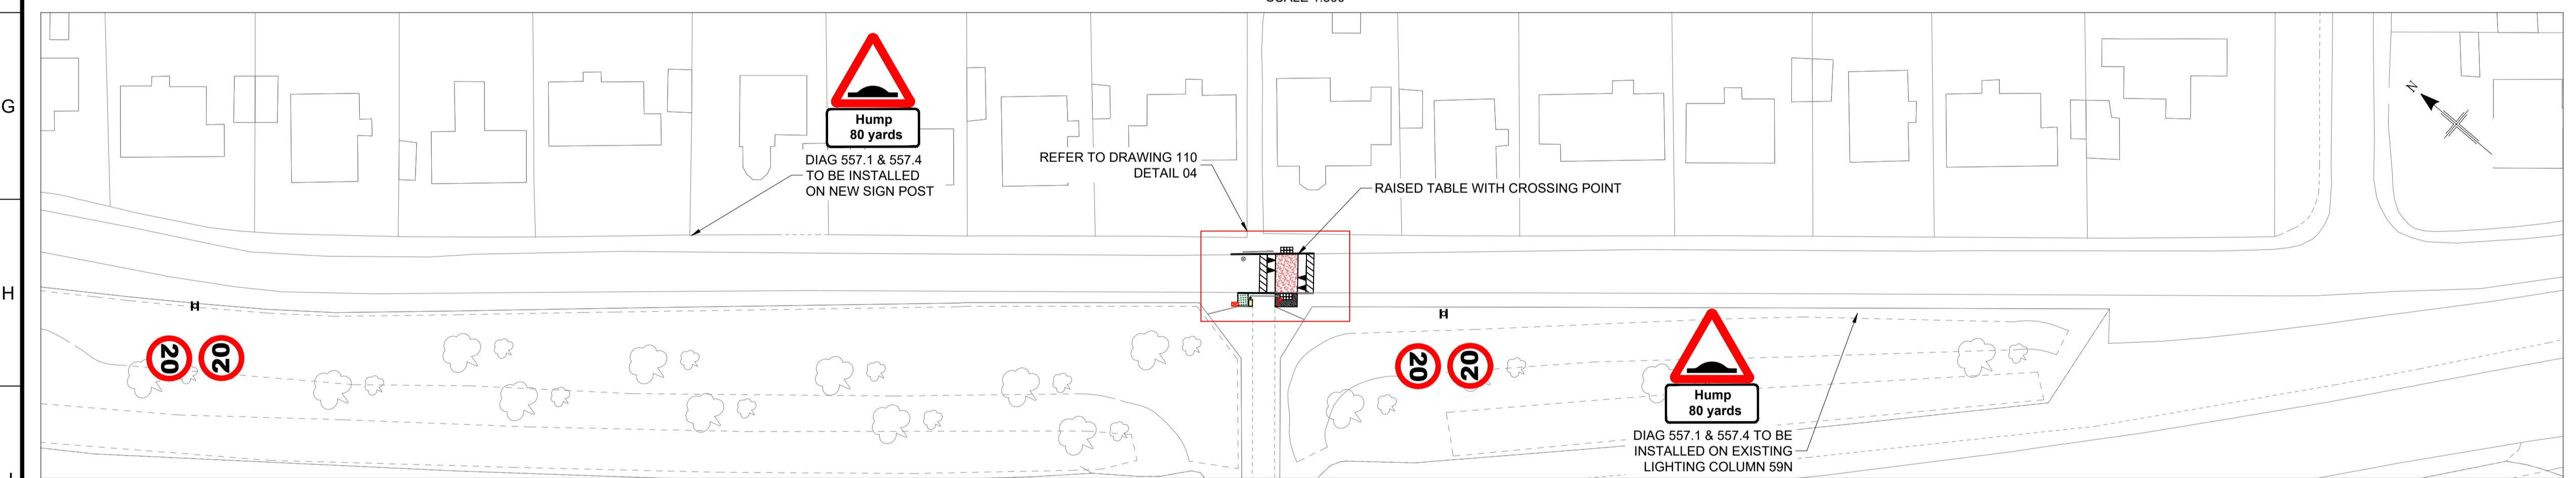 G
H
N
Hump
80 yards
DIAG 557.1 & 557.4
TO BE INSTALLED
ON NEW SIGN POST
REFER TO DRAWING 110
DETAIL 04
RAISED TABLE WITH CROSSING POINT
20
20
20
20
Hump
80 yards
DIAG 557.1 & 557.4 TO BE
INSTALLED ON EXISTING
LIGHTING COLUMN 59N